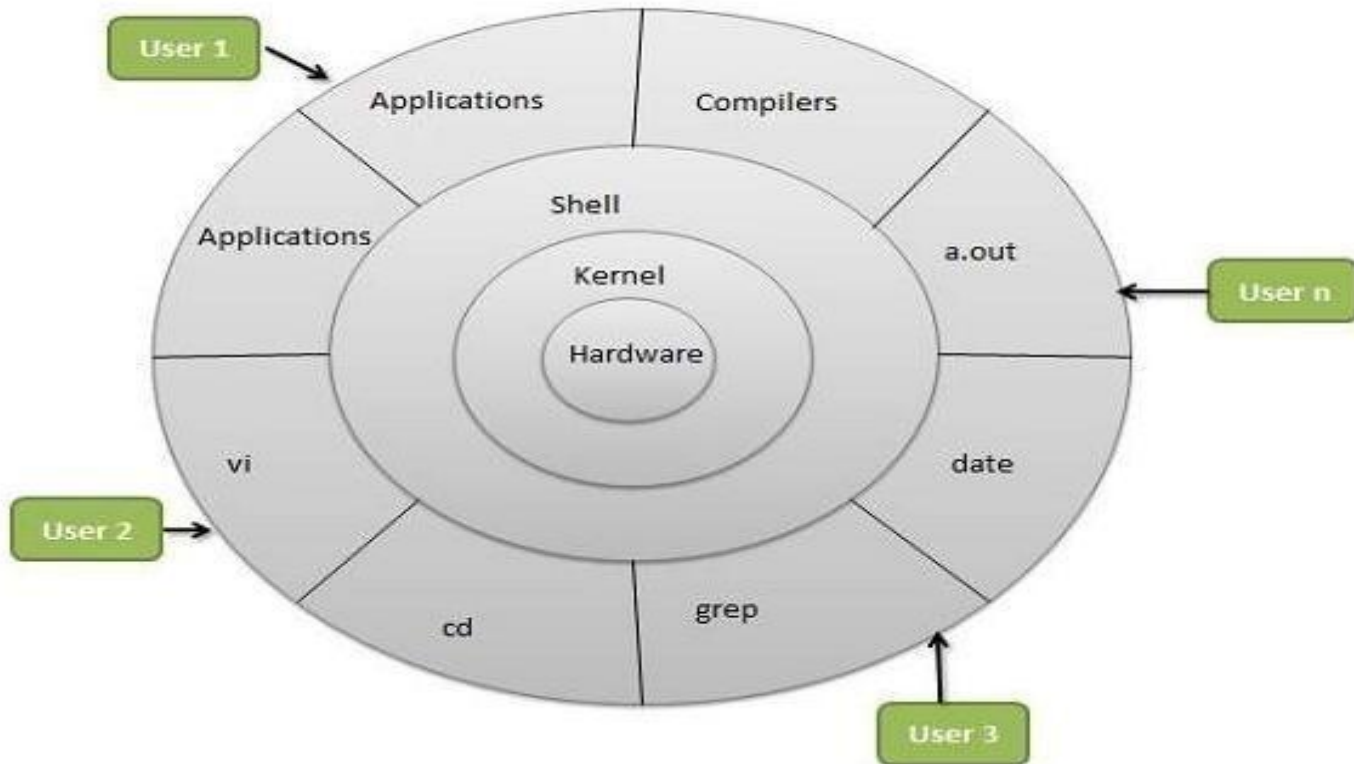 User 1
Applications
Compilers
Shell
Applications
a.out
Kernel
User n
Hardware
vi
date
User 2
cd
grep
User 3